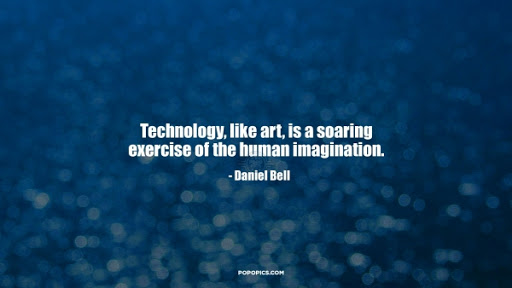 Technology, like art, is a soaring
exercise of the human imagination.
- Daniel Bell
POPOPICS.COM